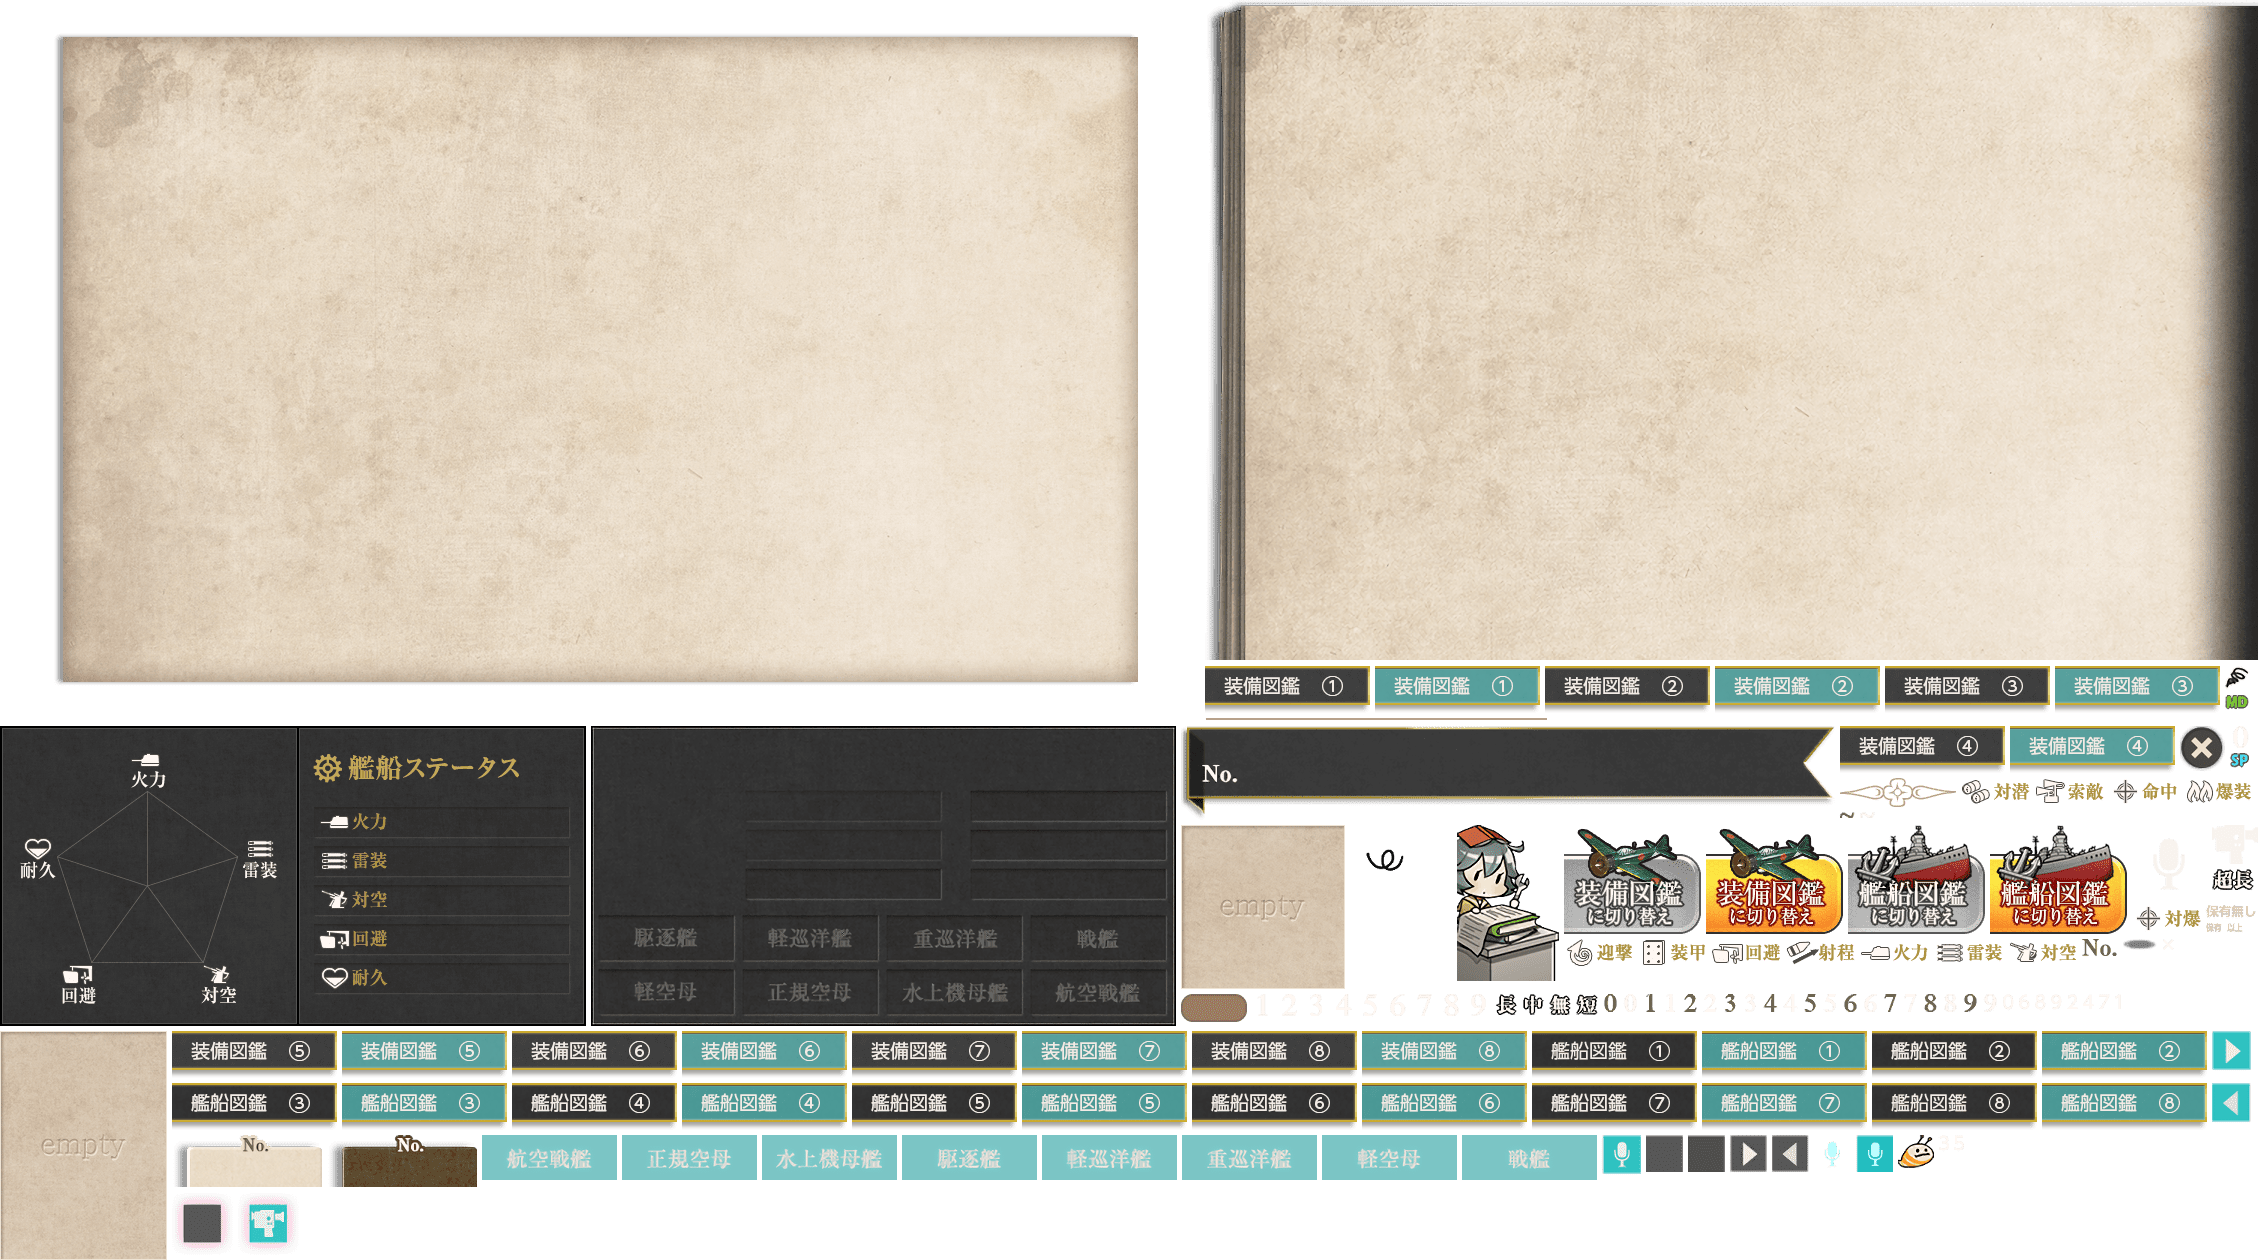 装備図鑑 ①
装備図鑑 ①
装備図鑑 ②
装備図鑑 ②
装備図鑑 ③
装備図鑑 ③
MD
火力
耐久
雷装
回避
対空
艦船ステータス
火力
雷装
対空
回避
耐久
駆逐艦
軽巡洋艦
重巡洋艦
戦艦
軽空母
正規空母
水上機母艦
航空戦艦
No.
装備図鑑 ④
装備図鑑 ④
SP
対潜
索敵
命中
爆装
empty
装備図鑑
に切り替え
装備図鑑
に切り替え
艦船図鑑
に切り替え
艦船図鑑
に切り替え
超長
対爆
保有無し
保有 以上
迎撃
装甲
回避
射程
火力
雷装
対空
No.
1 2 3 4 5 6 7 8 9
長 中 無 短
0 1 2 3 4 5 6 7 8 9
06892471
empty
装備図鑑 ⑤
装備図鑑 ⑤
装備図鑑 ⑥
装備図鑑 ⑥
装備図鑑 ⑦
装備図鑑 ⑦
装備図鑑 ⑧
装備図鑑 ⑧
艦船図鑑 ①
艦船図鑑 ①
艦船図鑑 ②
艦船図鑑 ②
艦船図鑑 ③
艦船図鑑 ③
艦船図鑑 ④
艦船図鑑 ④
艦船図鑑 ⑤
艦船図鑑 ⑤
艦船図鑑 ⑥
艦船図鑑 ⑥
艦船図鑑 ⑦
艦船図鑑 ⑦
艦船図鑑 ⑧
艦船図鑑 ⑧
No.
No.
航空戦艦
正規空母
水上機母艦
駆逐艦
軽巡洋艦
重巡洋艦
軽空母
戦艦
35